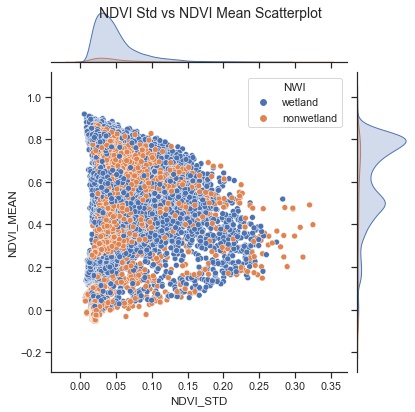 NDVI Std vs NDVI Mean Scatterplot
NWI
wetland
nonwetland
1.0
0.8
0.6
0.4
0.2
0.0
−0.2
NDVI_MEAN
0.00 0.05 0.10 0.15 0.20 0.25 0.30 0.35
NDVI_STD